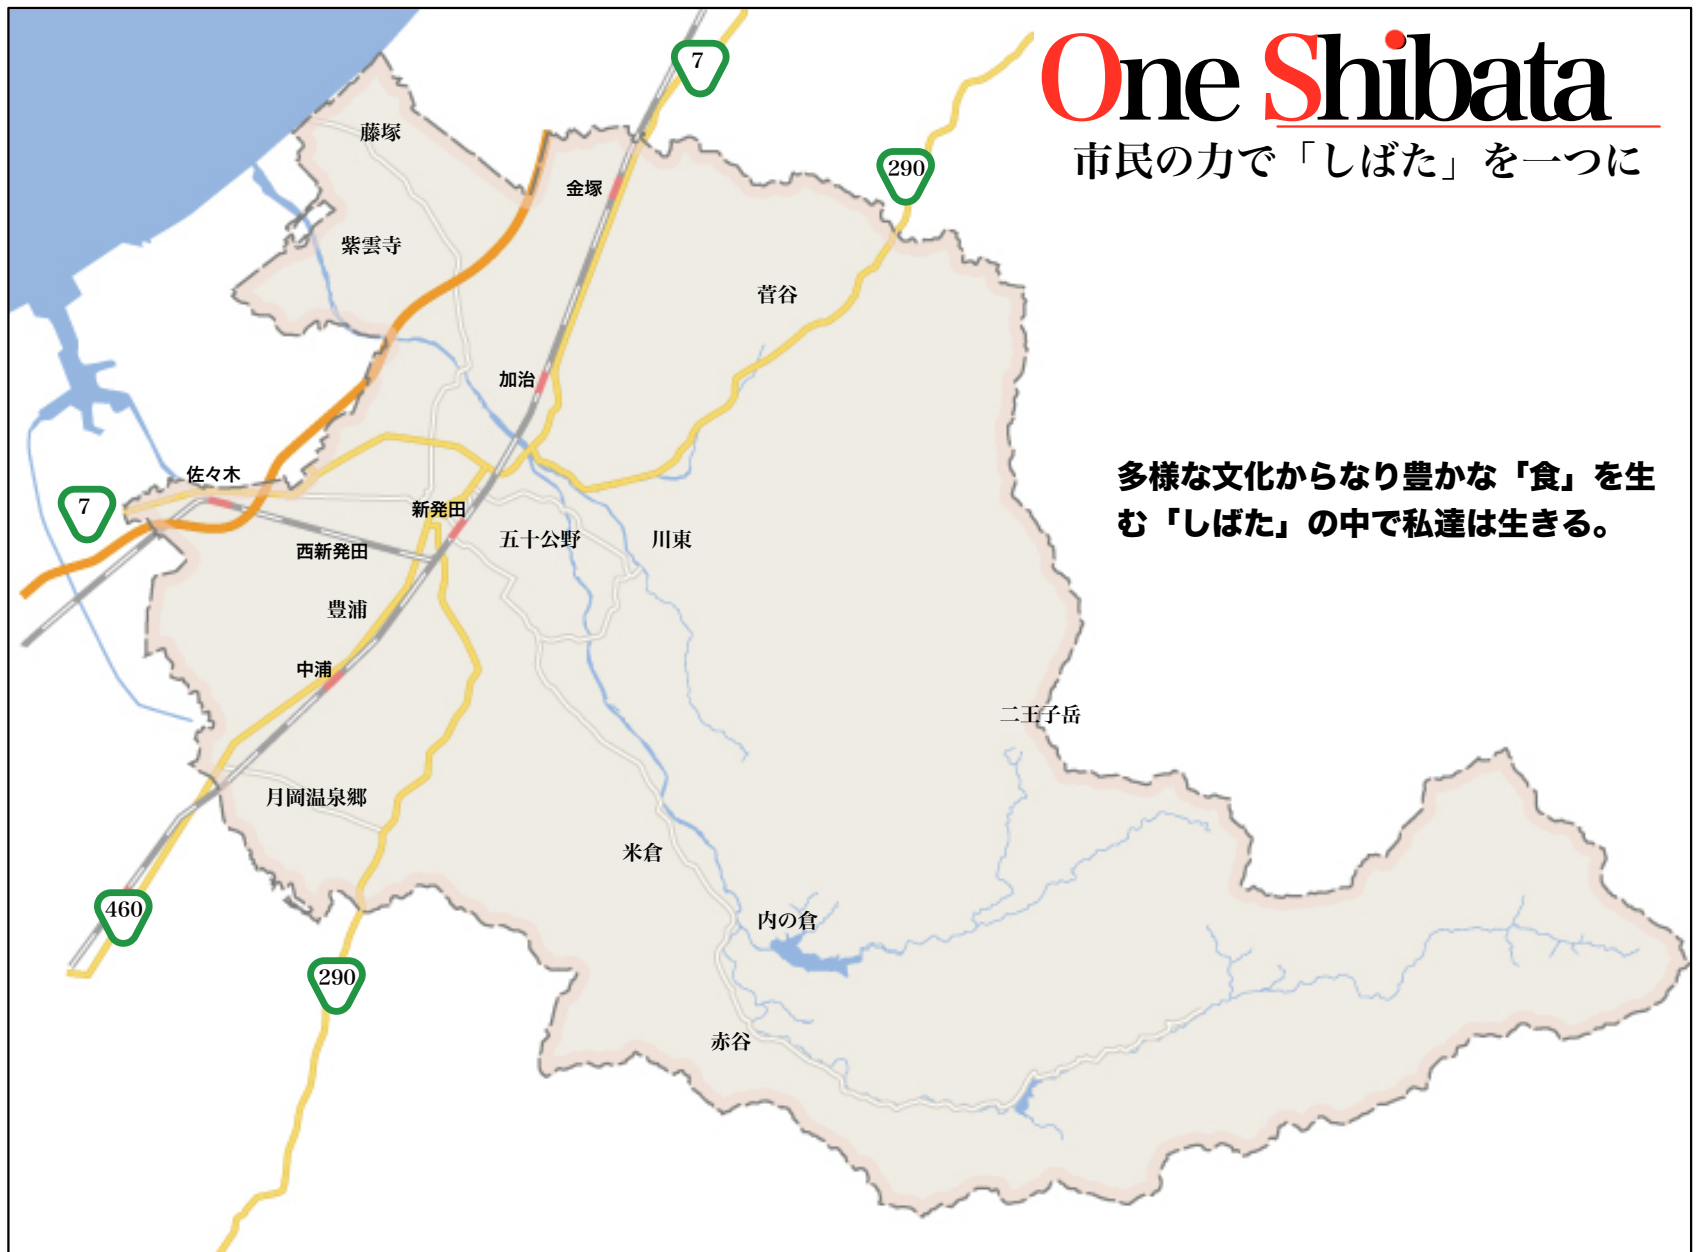 One Shibata
市民の力で「しばた」を一つに
7
藤塚
290
金塚
紫雲寺
菅谷
加治
佐々木
多様な文化からなり豊かな「食」を生
む「しばた」の中で私達は生きる。
7
新発田
五十公野
川東
西新発田
豊浦
中浦
二王子岳
月岡温泉郷
米倉
460
内の倉
290
赤谷